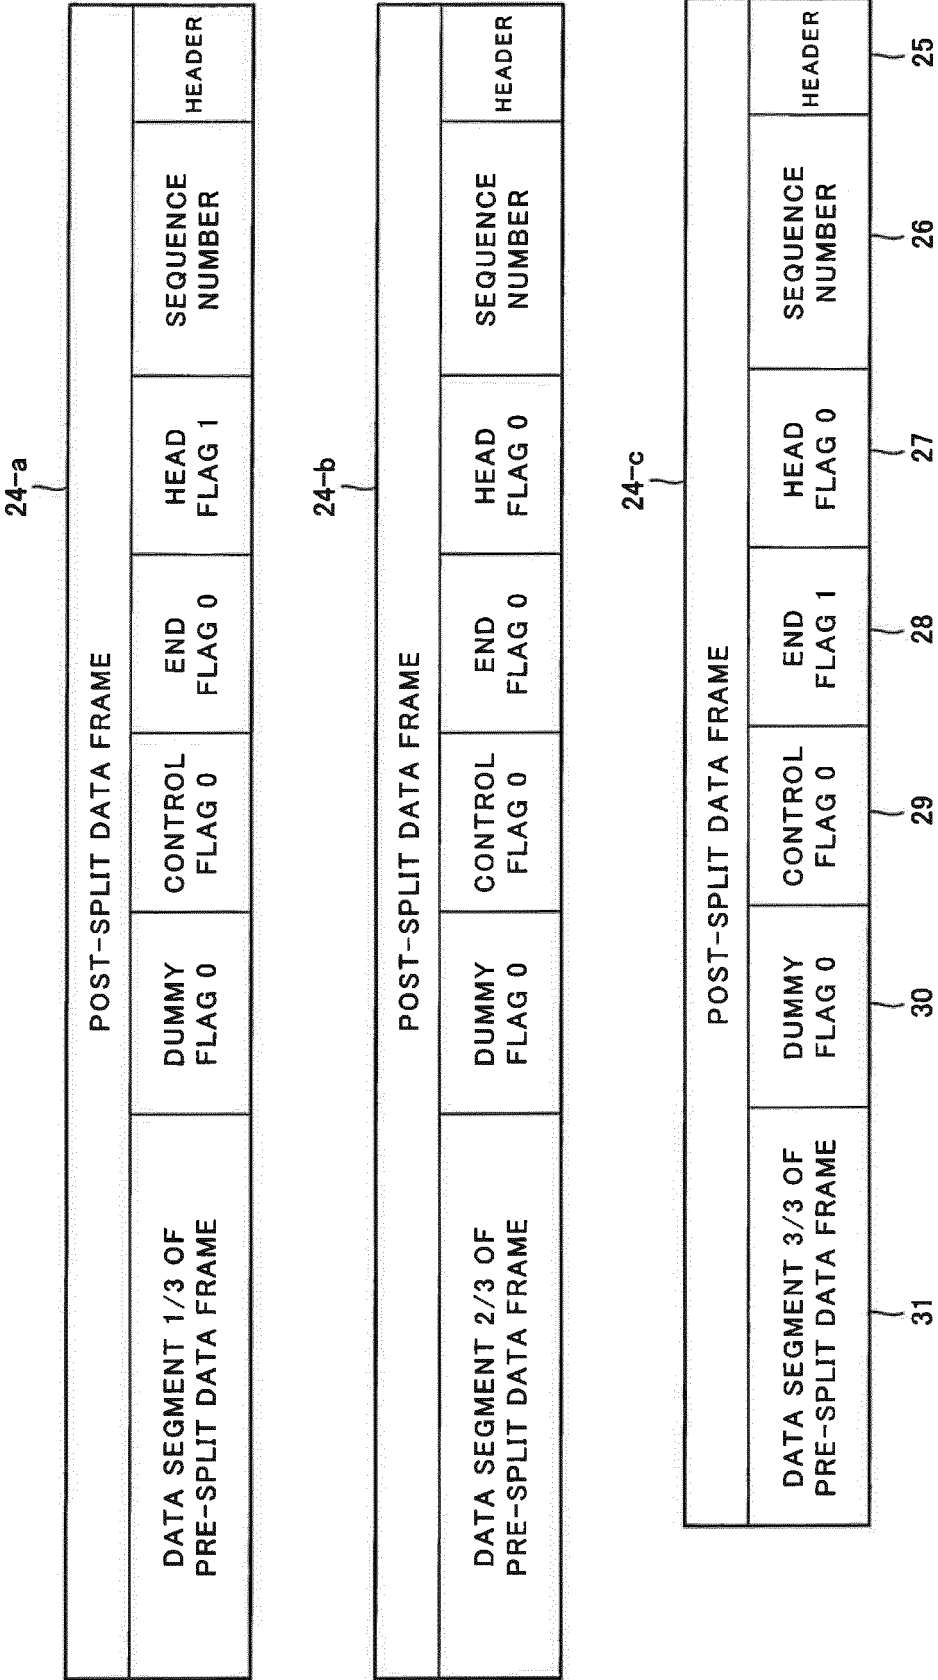 24-a
POST-SPLIT DATA FRAME
DATA SEGMENT 1/3 OF
PRE-SPLIT DATA FRAME
DUMMY
FLAG 0
CONTROL
FLAG 0
END
FLAG 0
HEAD
FLAG 1
SEQUENCE
NUMBER
HEADER
24-b
POST-SPLIT DATA FRAME
DATA SEGMENT 2/3 OF
PRE-SPLIT DATA FRAME
DUMMY
FLAG 0
CONTROL
FLAG 0
END
FLAG 0
HEAD
FLAG 0
SEQUENCE
NUMBER
HEADER
24-c
POST-SPLIT DATA FRAME
DATA SEGMENT 3/3 OF
PRE-SPLIT DATA FRAME
DUMMY
FLAG 0
CONTROL
FLAG 0
END
FLAG 1
HEAD
FLAG 0
SEQUENCE
NUMBER
HEADER
31
30
29
28
27
26
25